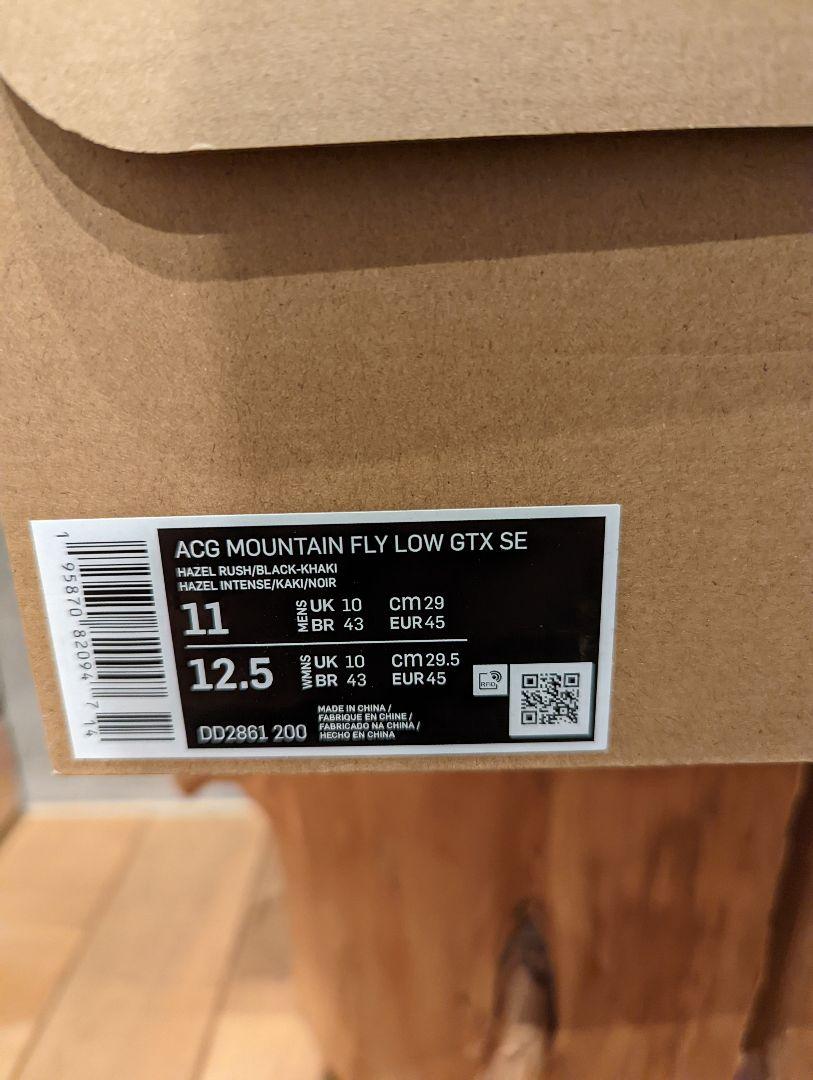 ACG MOUNTAIN FLY LOW GTX SE
HAZEL RUSH/BLACK-KHAKI
HAZEL INTENSE/KAKI/NOIR
11 MENS UK 10 CM 29
BR 43 EUR 45
12.5 WMNS UK 10 CM 29.5
BR 43 EUR 45
DD2861 200
MADE IN CHINA /
FABRIQUE EN CHINE /
FABRICADO NA CHINA /
HECHO EN CHINA
RFID
1 95870 82094 7 14